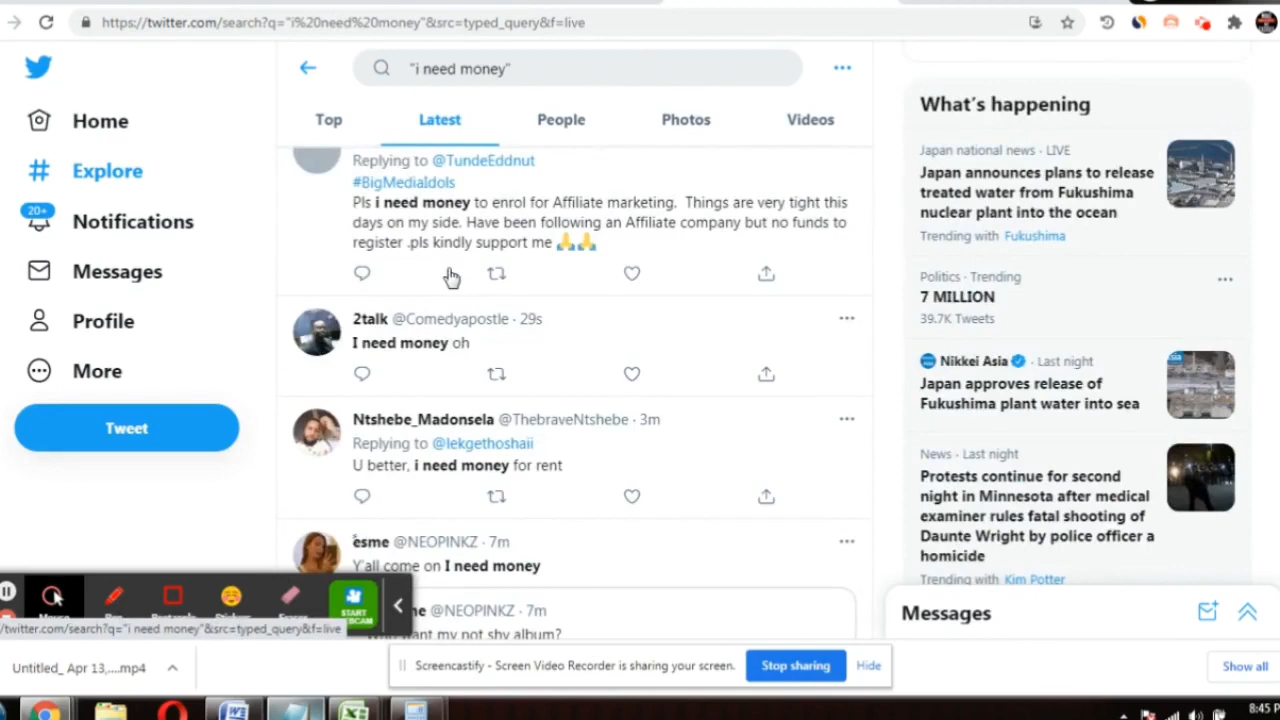 https://twitter.com/search?q="i%20need%20money"&src=typed_query&f=live
Home
Explore
20+
Notifications
Messages
Profile
More
Tweet
"i need money"
Top
Latest
People
Photos
Videos
Replying to @TundeEddnut
#BigMediaIdols
Pls i need money to enrol for Affiliate marketing. Things are very tight this
days on my side. Have been following an Affiliate company but no funds to
register .pls kindly support me 🙏🙏
2talk @Comedyapostle · 29s
I need money oh
Ntshebe_Madonsela @ThebraveNtshebe · 3m
Replying to @lekgethoshaii
U better, i need money for rent
esme @NEOPINKZ · 7m
Y'all come on I need money
me @NEOPINKZ · 7m
want my not shy album?
What's happening
Japan national news · LIVE
Japan announces plans to release
treated water from Fukushima
nuclear plant into the ocean
Trending with Fukushima
Politics · Trending
7 MILLION
39.7K Tweets
Nikkei Asia · Last night
Japan approves release of
Fukushima plant water into sea
News · Last night
Protests continue for second
night in Minnesota after medical
examiner rules fatal shooting of
Daunte Wright by police officer a
homicide
Trending with Kim Potter
Messages
START
/twitter.com/search?q="i need money"&src=typed_query&f=live
Untitled_ Apr 13,....mp4
Screencastify - Screen Video Recorder is sharing your screen.
Stop sharing
Hide
Show all
8:45 P